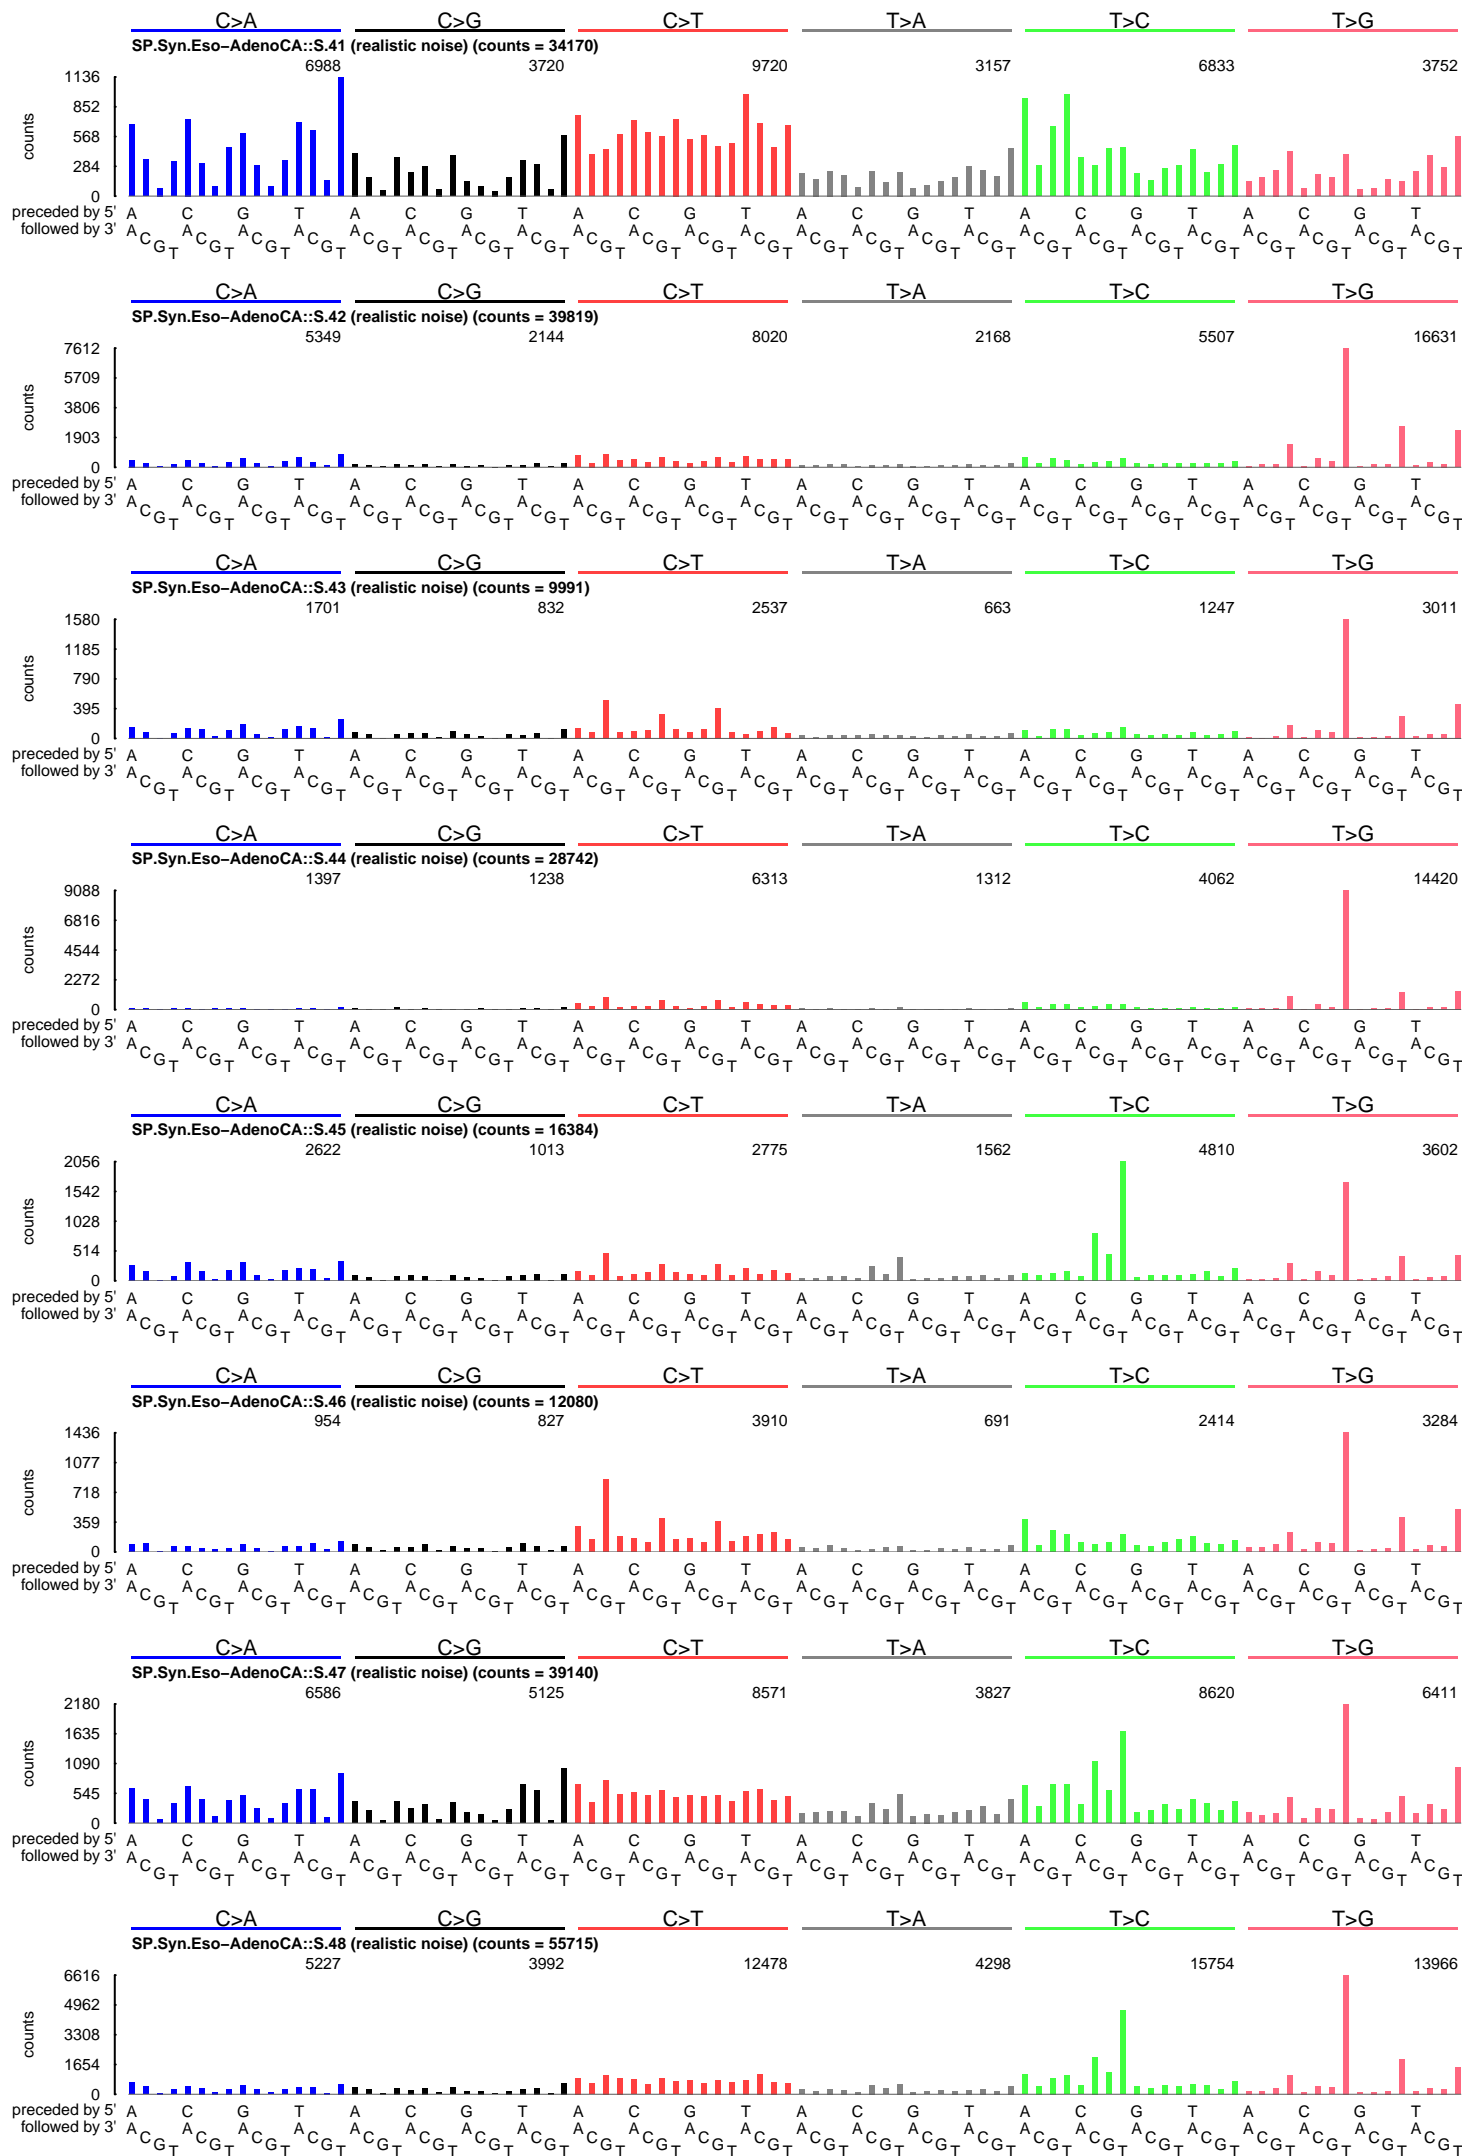 C>A C>G C>T T>A T>C T>G
SP.Syn.Eso−AdenoCA::S.41 (realistic noise) (counts = 34170)
6988 3720 9720 3157 6833 3752
1136
852
568
284
0
counts
preceded by 5' A C G T A C G T A C G T A C G T A C G T A C G T
followed by 3' A C G T A C G T A C G T A C G T A C G T A C G T A C G T A C G T A C G T A C G T A C G T A C G T A C G T A C G T A C G T A C G T A C G T A C G T A C G T A C G T A C G T A C G T A C G T A C G T
C>A C>G C>T T>A T>C T>G
SP.Syn.Eso−AdenoCA::S.42 (realistic noise) (counts = 39819)
5349 2144 8020 2168 5507 16631
7612
5709
3806
1903
0
counts
preceded by 5' A C G T A C G T A C G T A C G T A C G T A C G T
followed by 3' A C G T A C G T A C G T A C G T A C G T A C G T A C G T A C G T A C G T A C G T A C G T A C G T A C G T A C G T A C G T A C G T A C G T A C G T A C G T A C G T A C G T A C G T A C G T A C G T
C>A C>G C>T T>A T>C T>G
SP.Syn.Eso−AdenoCA::S.43 (realistic noise) (counts = 9991)
1701 832 2537 663 1247 3011
1580
1185
790
395
0
counts
preceded by 5' A C G T A C G T A C G T A C G T A C G T A C G T
followed by 3' A C G T A C G T A C G T A C G T A C G T A C G T A C G T A C G T A C G T A C G T A C G T A C G T A C G T A C G T A C G T A C G T A C G T A C G T A C G T A C G T A C G T A C G T A C G T A C G T
C>A C>G C>T T>A T>C T>G
SP.Syn.Eso−AdenoCA::S.44 (realistic noise) (counts = 28742)
1397 1238 6313 1312 4062 14420
9088
6816
4544
2272
0
counts
preceded by 5' A C G T A C G T A C G T A C G T A C G T A C G T
followed by 3' A C G T A C G T A C G T A C G T A C G T A C G T A C G T A C G T A C G T A C G T A C G T A C G T A C G T A C G T A C G T A C G T A C G T A C G T A C G T A C G T A C G T A C G T A C G T A C G T
C>A C>G C>T T>A T>C T>G
SP.Syn.Eso−AdenoCA::S.45 (realistic noise) (counts = 16384)
2622 1013 2775 1562 4810 3602
2056
1542
1028
514
0
counts
preceded by 5' A C G T A C G T A C G T A C G T A C G T A C G T
followed by 3' A C G T A C G T A C G T A C G T A C G T A C G T A C G T A C G T A C G T A C G T A C G T A C G T A C G T A C G T A C G T A C G T A C G T A C G T A C G T A C G T A C G T A C G T A C G T A C G T
C>A C>G C>T T>A T>C T>G
SP.Syn.Eso−AdenoCA::S.46 (realistic noise) (counts = 12080)
954 827 3910 691 2414 3284
1436
1077
718
359
0
counts
preceded by 5' A C G T A C G T A C G T A C G T A C G T A C G T
followed by 3' A C G T A C G T A C G T A C G T A C G T A C G T A C G T A C G T A C G T A C G T A C G T A C G T A C G T A C G T A C G T A C G T A C G T A C G T A C G T A C G T A C G T A C G T A C G T A C G T
C>A C>G C>T T>A T>C T>G
SP.Syn.Eso−AdenoCA::S.47 (realistic noise) (counts = 39140)
6586 5125 8571 3827 8620 6411
2180
1635
1090
545
0
counts
preceded by 5' A C G T A C G T A C G T A C G T A C G T A C G T
followed by 3' A C G T A C G T A C G T A C G T A C G T A C G T A C G T A C G T A C G T A C G T A C G T A C G T A C G T A C G T A C G T A C G T A C G T A C G T A C G T A C G T A C G T A C G T A C G T A C G T
C>A C>G C>T T>A T>C T>G
SP.Syn.Eso−AdenoCA::S.48 (realistic noise) (counts = 55715)
5227 3992 12478 4298 15754 13966
6616
4962
3308
1654
0
counts
preceded by 5' A C G T A C G T A C G T A C G T A C G T A C G T
followed by 3' A C G T A C G T A C G T A C G T A C G T A C G T A C G T A C G T A C G T A C G T A C G T A C G T A C G T A C G T A C G T A C G T A C G T A C G T A C G T A C G T A C G T A C G T A C G T A C G T